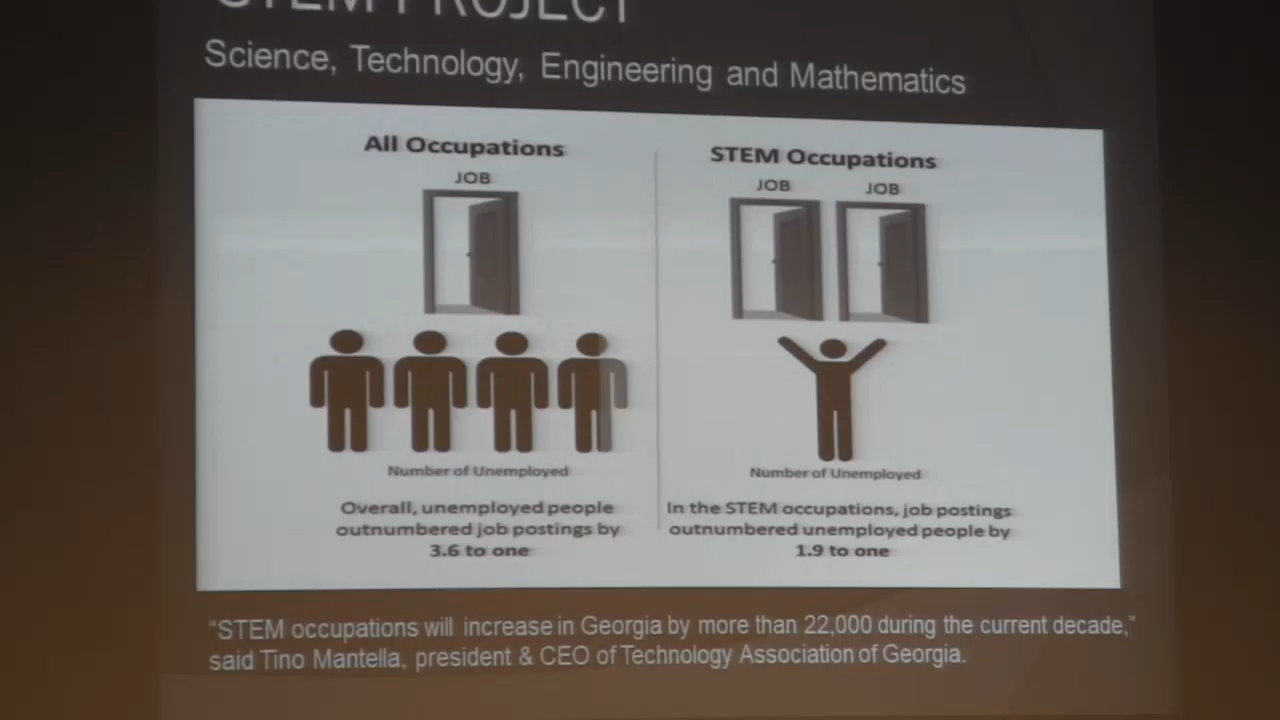 STEM PROJECT
Science, Technology, Engineering and Mathematics
All Occupations
JOB
Number of Unemployed
Overall, unemployed people
outnumbered job postings by
3.6 to one
STEM Occupations
JOB JOB
Number of Unemployed
In the STEM occupations, job postings
outnumbered unemployed people by
1.9 to one
“STEM occupations will increase in Georgia by more than 22,000 during the current decade,”
said Tino Mantella, president & CEO of Technology Association of Georgia.